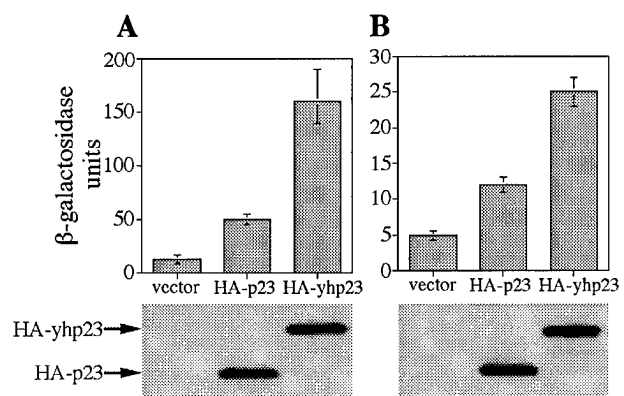 A
B
β-galactosidase
units
200
150
100
50
0
vector HA-p23 HA-yhp23
30
25
20
15
10
5
0
vector HA-p23 HA-yhp23
HA-yhp23
HA-p23